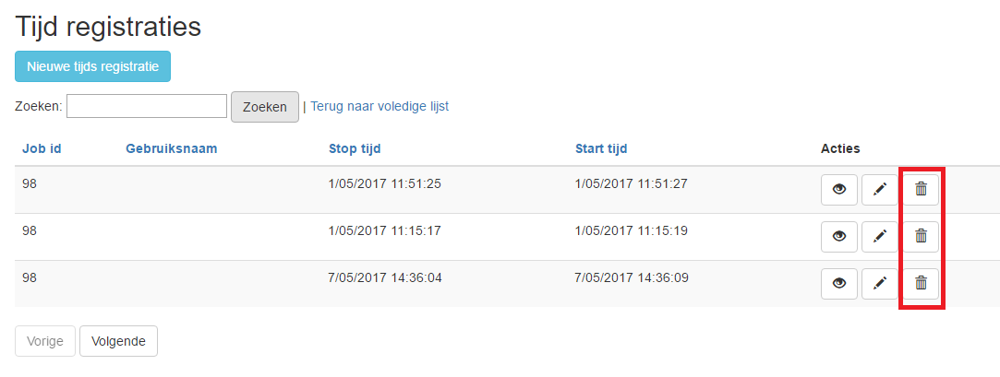 Tijd registraties
Nieuwe tijds registratie
Zoeken: Zoeken | Terug naar voledige lijst
Job id Gebruiksnaam Stop tijd Start tijd Acties
98 1/05/2017 11:51:25 1/05/2017 11:51:27
98 1/05/2017 11:15:17 1/05/2017 11:15:19
98 7/05/2017 14:36:04 7/05/2017 14:36:09
Vorige Volgende